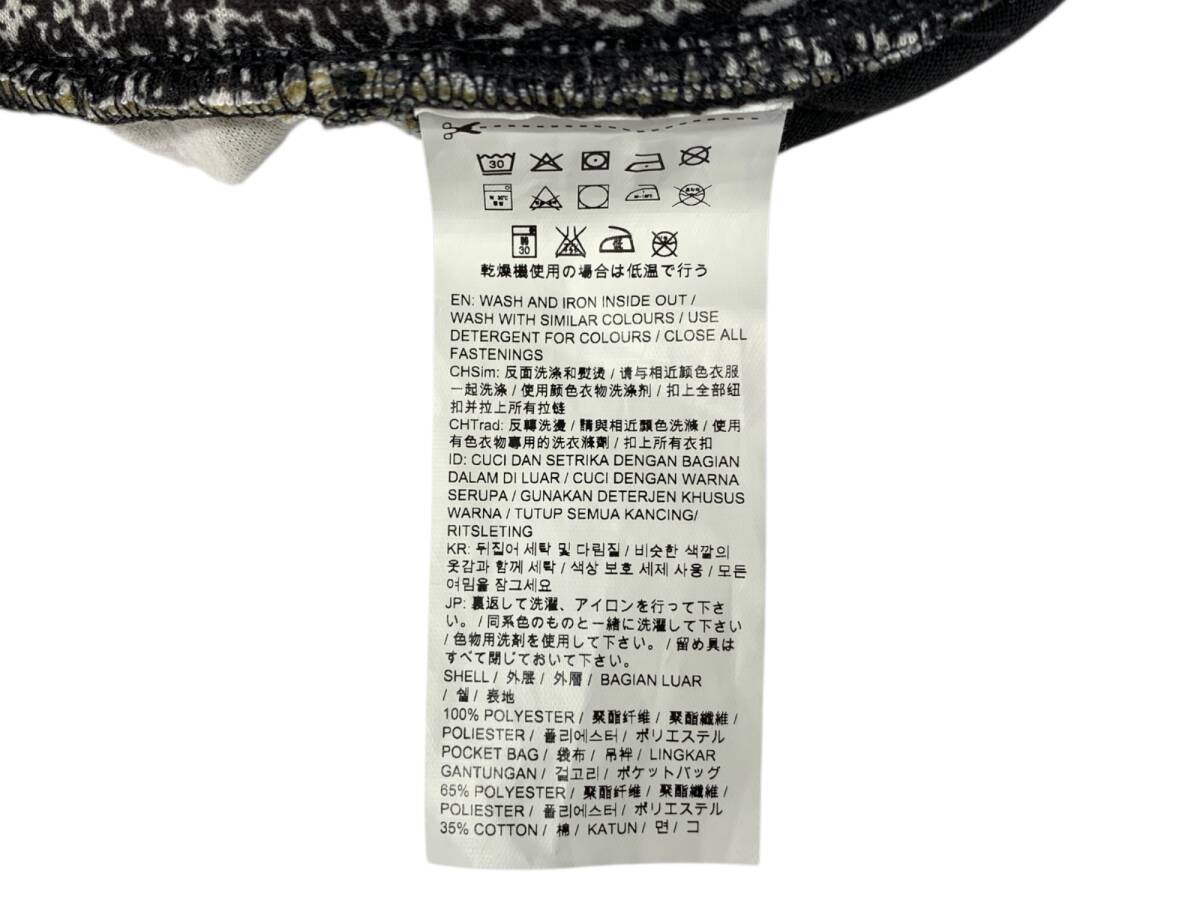 30
30
乾燥機使用の場合は低温で行う
EN: WASH AND IRON INSIDE OUT /
WASH WITH SIMILAR COLOURS / USE
DETERGENT FOR COLOURS / CLOSE ALL
FASTENINGS
CHSim: 反面洗涤和熨烫 / 请与相近颜色衣服
一起洗涤 / 使用颜色衣物洗涤剂 / 扣上全部纽
扣并拉上所有拉链
CHTrad: 反轉洗燙 / 請與相近顏色洗滌 / 使用
有色衣物專用的洗衣滌劑 / 扣上所有衣扣
ID: CUCI DAN SETRIKA DENGAN BAGIAN
DALAM DI LUAR / CUCI DENGAN WARNA
SERUPA / GUNAKAN DETERJEN KHUSUS
WARNA / TUTUP SEMUA KANCING/
RITSLETING
KR: 뒤집어 세탁 및 다림질 / 비슷한 색깔의
옷감과 함께 세탁 / 색상 보호 세제 사용 / 모든
여밈을 잠그세요
JP: 裏返して洗濯、アイロンを行って下さ
い。 / 同系色のものと一緒に洗濯して下さい
/ 色物用洗剤を使用して下さい。 / 留め具は
すべて閉じておいて下さい。
SHELL / 外层 / 外層 / BAGIAN LUAR
/ 쉘 / 表地
100% POLYESTER / 聚酯纤维 / 聚酯纖維 /
POLIESTER / 폴리에스터 / ポリエステル
POCKET BAG / 袋布 / 吊袢 / LINGKAR
GANTUNGAN / 걸고리 / ポケットバッグ
65% POLYESTER / 聚酯纤维 / 聚酯纖維 /
POLIESTER / 폴리에스터 / ポリエステル
35% COTTON / 棉 / KATUN / 면 / コ